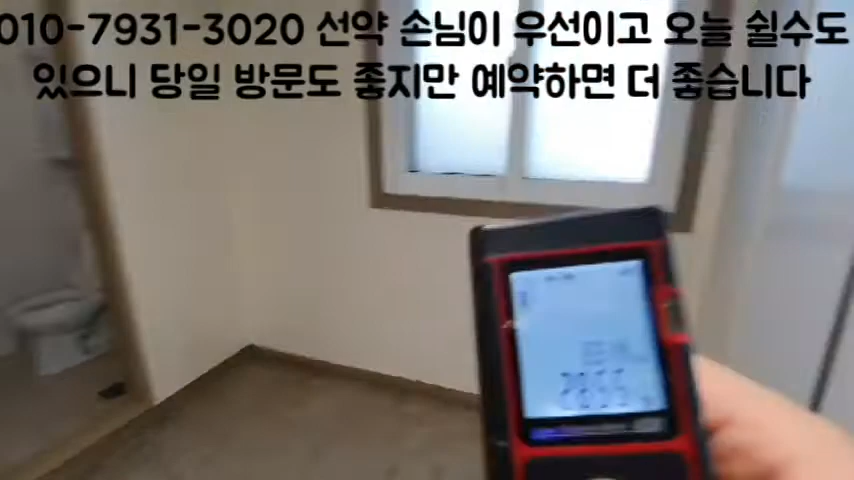 010-7931-3020 선약 손님이 우선이고 오늘 쉴수도
있으니 당일 방문도 좋지만 예약하면 더 좋습니다